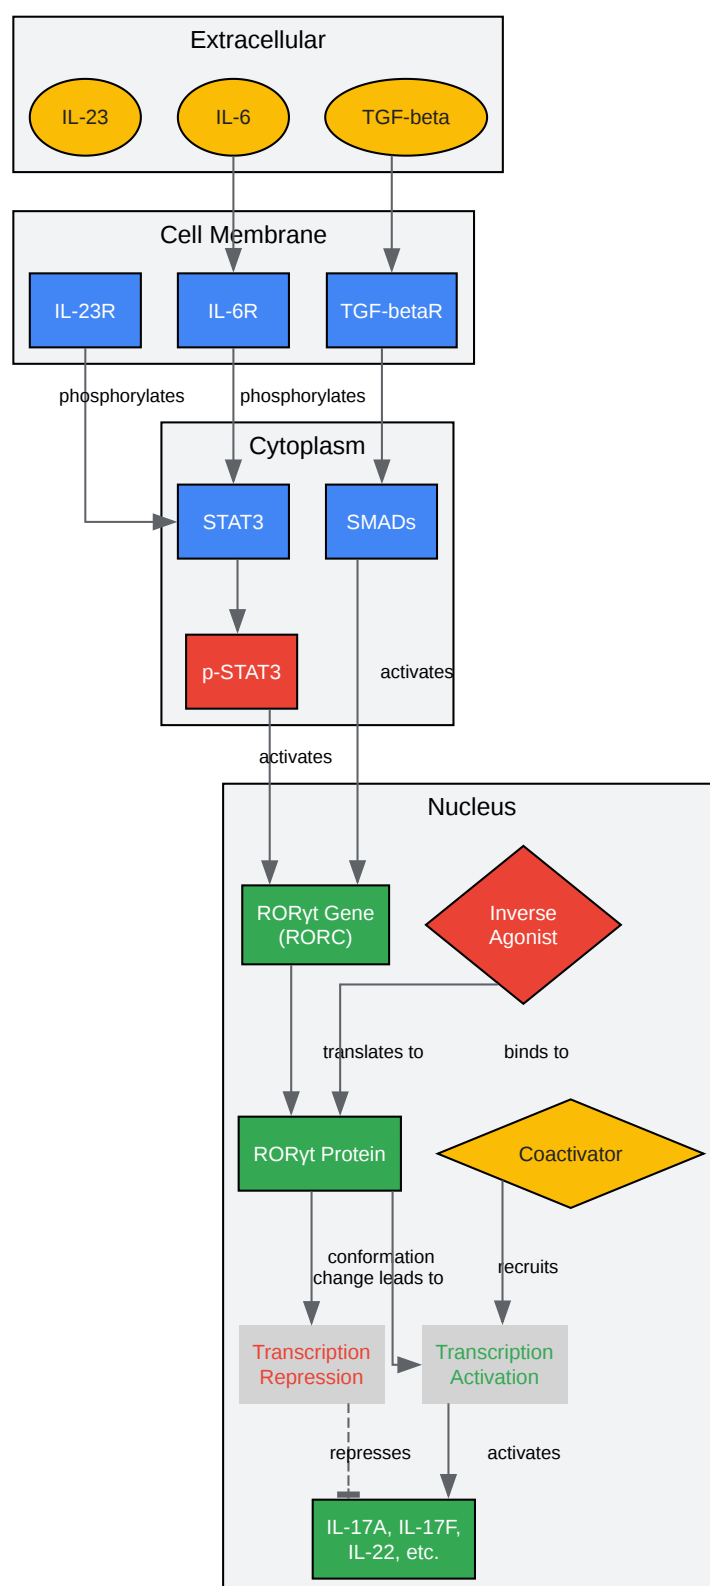 Extracellular
IL-23
IL-6
TGF-beta
Cell Membrane
IL-23R
IL-6R
TGF-betaR
phosphorylates
phosphorylates
Cytoplasm
STAT3
SMADs
p-STAT3
activates
activates
Nucleus
RORγt Gene
(RORC)
Inverse
Agonist
translates to
binds to
RORγt Protein
Coactivator
conformation
change leads to
recruits
Transcription
Repression
Transcription
Activation
represses
activates
IL-17A, IL-17F,
IL-22, etc.